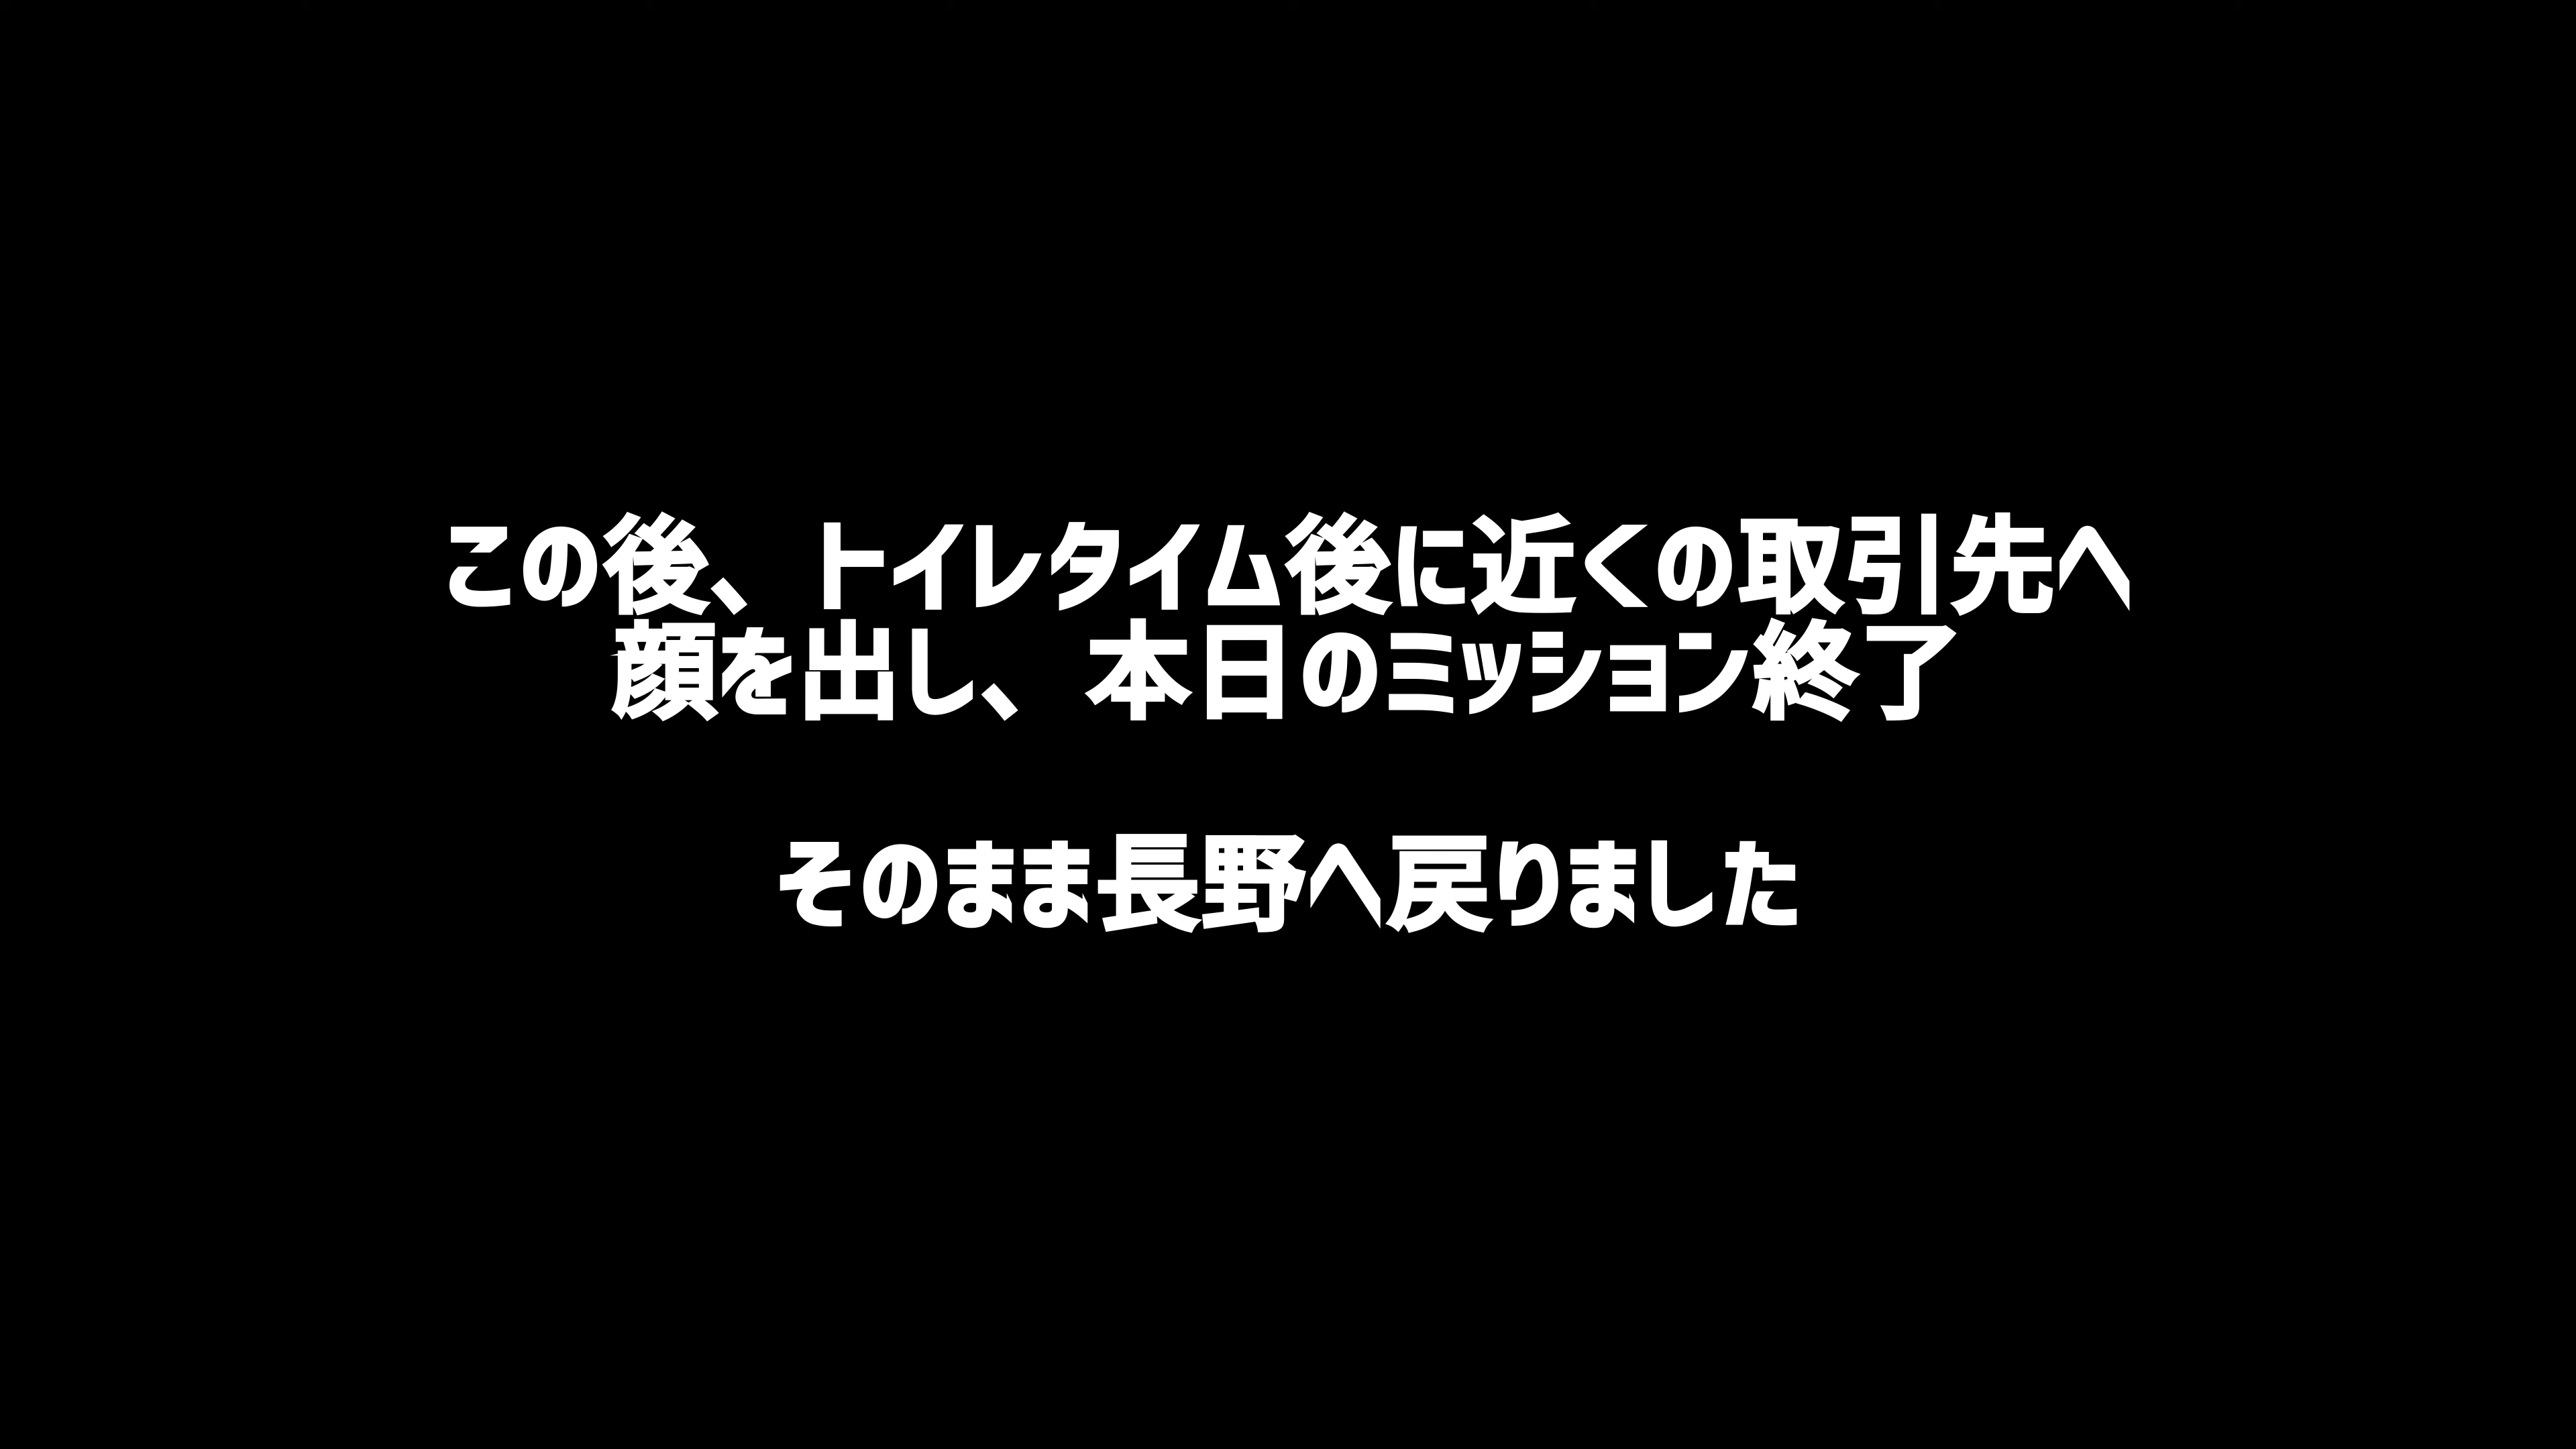 この後、トイレタイム後に近くの取引先へ
顔を出し、本日のミッション終了
そのまま長野へ戻りました